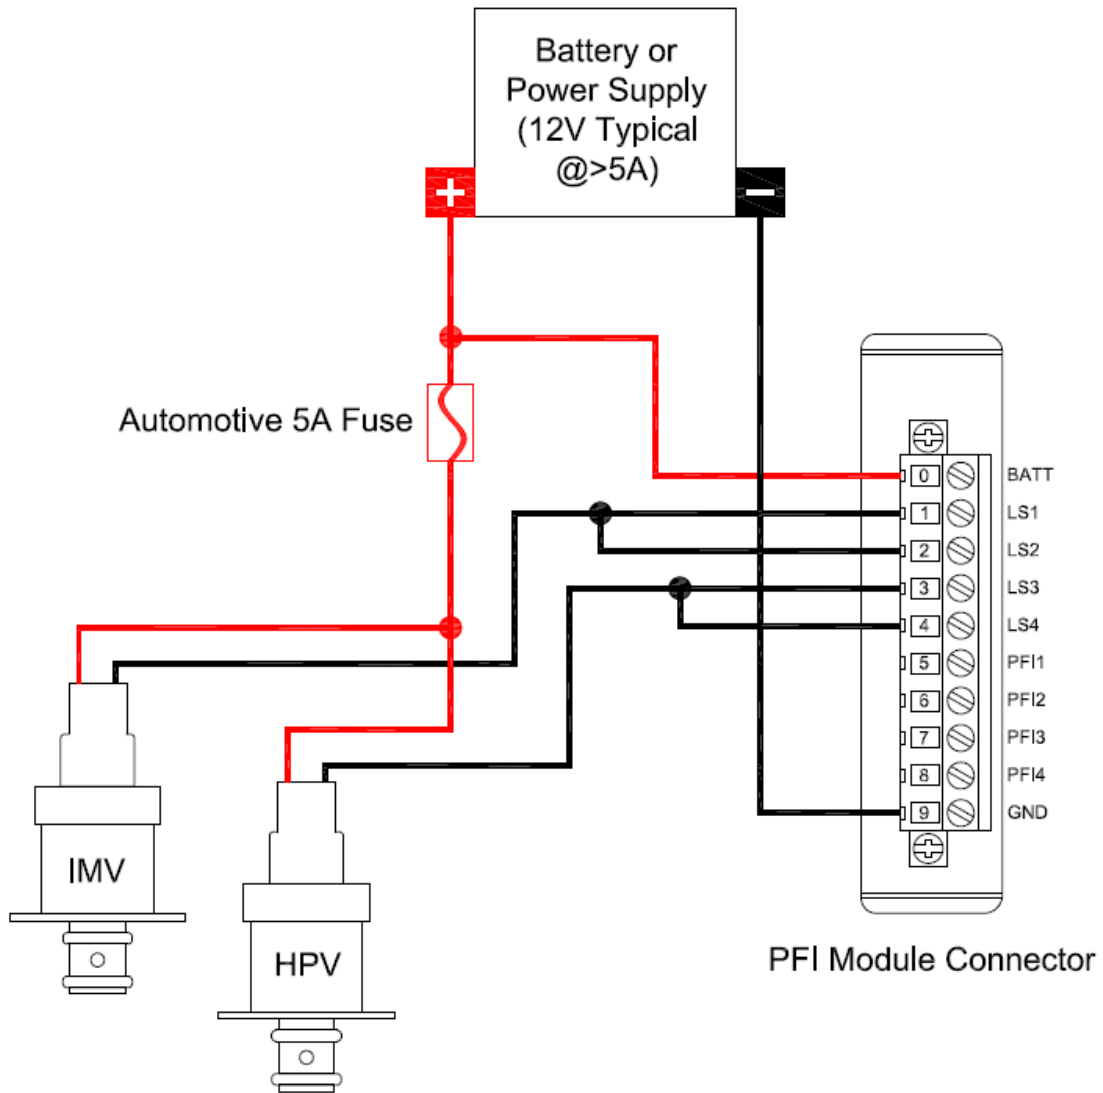 Battery or
Power Supply
(12V Typical
@>5A)
+
-
Automotive 5A Fuse
0 BATT
1 LS1
2 LS2
3 LS3
4 LS4
5 PFI1
6 PFI2
7 PFI3
8 PFI4
9 GND
IMV
HPV
PFI Module Connector